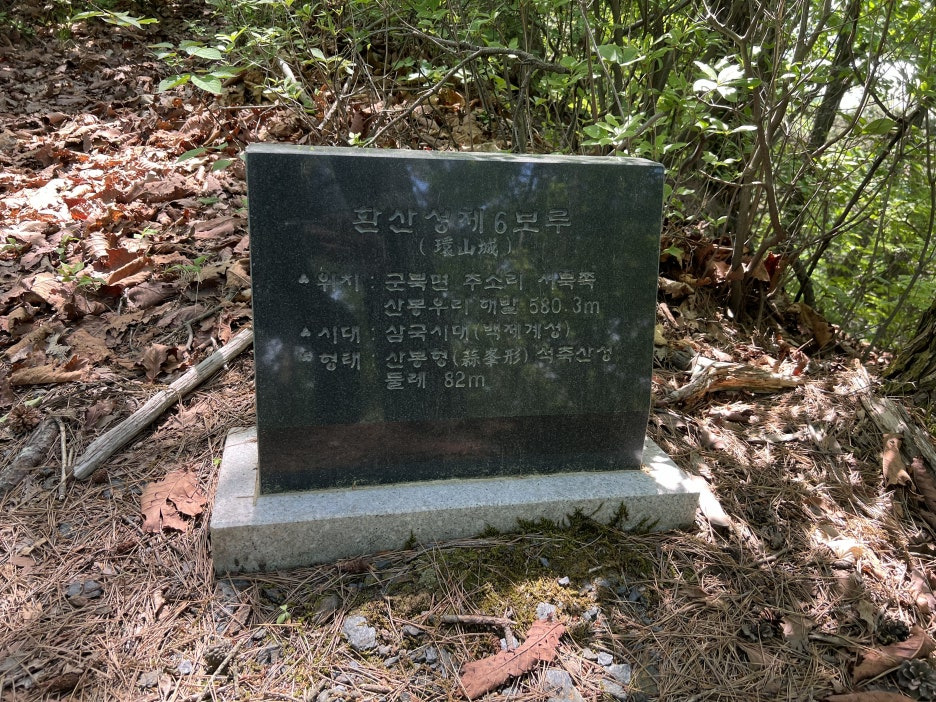 환산성제6보루
(環山城)
위치 : 군북면 추소리 서북쪽
산봉우리 해발 580.3m
시대 : 삼국시대(백제계성)
형태 : 산봉형(蒜峯形) 석축산성
둘레 82m